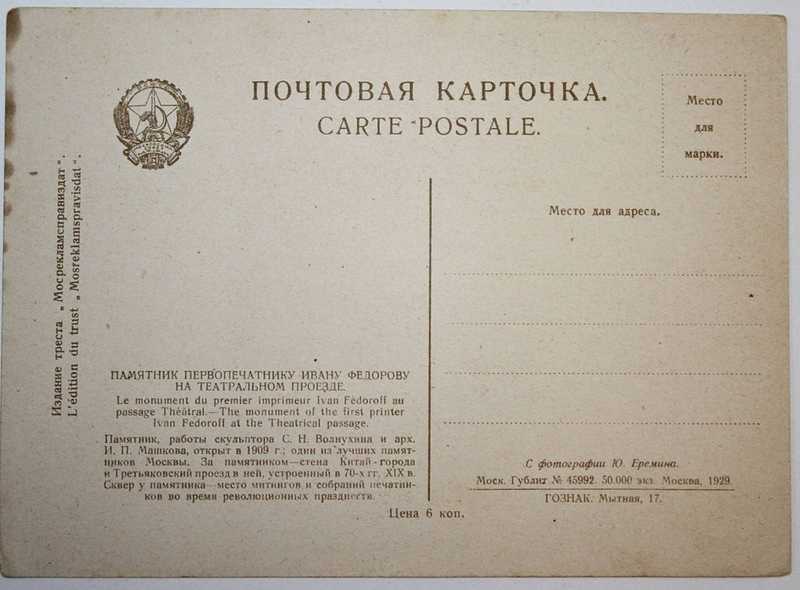 ПОЧТОВАЯ КАРТОЧКА.
CARTE POSTALE.
Место
для
марки.
Место для адреса.
Издание треста „Мосрекламсправиздат“.
L'édition du trust „Mosreklamspravisdat“.
ПАМЯТНИК ПЕРВОПЕЧАТНИКУ ИВАНУ ФЕДОРОВУ
НА ТЕАТРАЛЬНОМ ПРОЕЗДЕ.
Le monument du premier imprimeur Ivan Fédoroff au
passage Théâtral.—The monument of the first printer
Ivan Fedoroff at the Theatrical passage.
Памятник, работы скульптора С. Н. Волнухина и арх.
И. П. Машкова, открыт в 1909 г.; один из лучших памят-
ников Москвы. За памятником—стена Китай-города
и Третьяковский проезд в ней, устроенный в 70-х гг. XIX в.
Сквер у памятника—место митингов и собраний печатни-
ков во время революционных празднеств.
Цена 6 коп.
С фотографии Ю. Еремина.
Моск. Гублит № 45992. 50.000 экз. Москва, 1929.
ГОЗНАК. Мытная, 17.